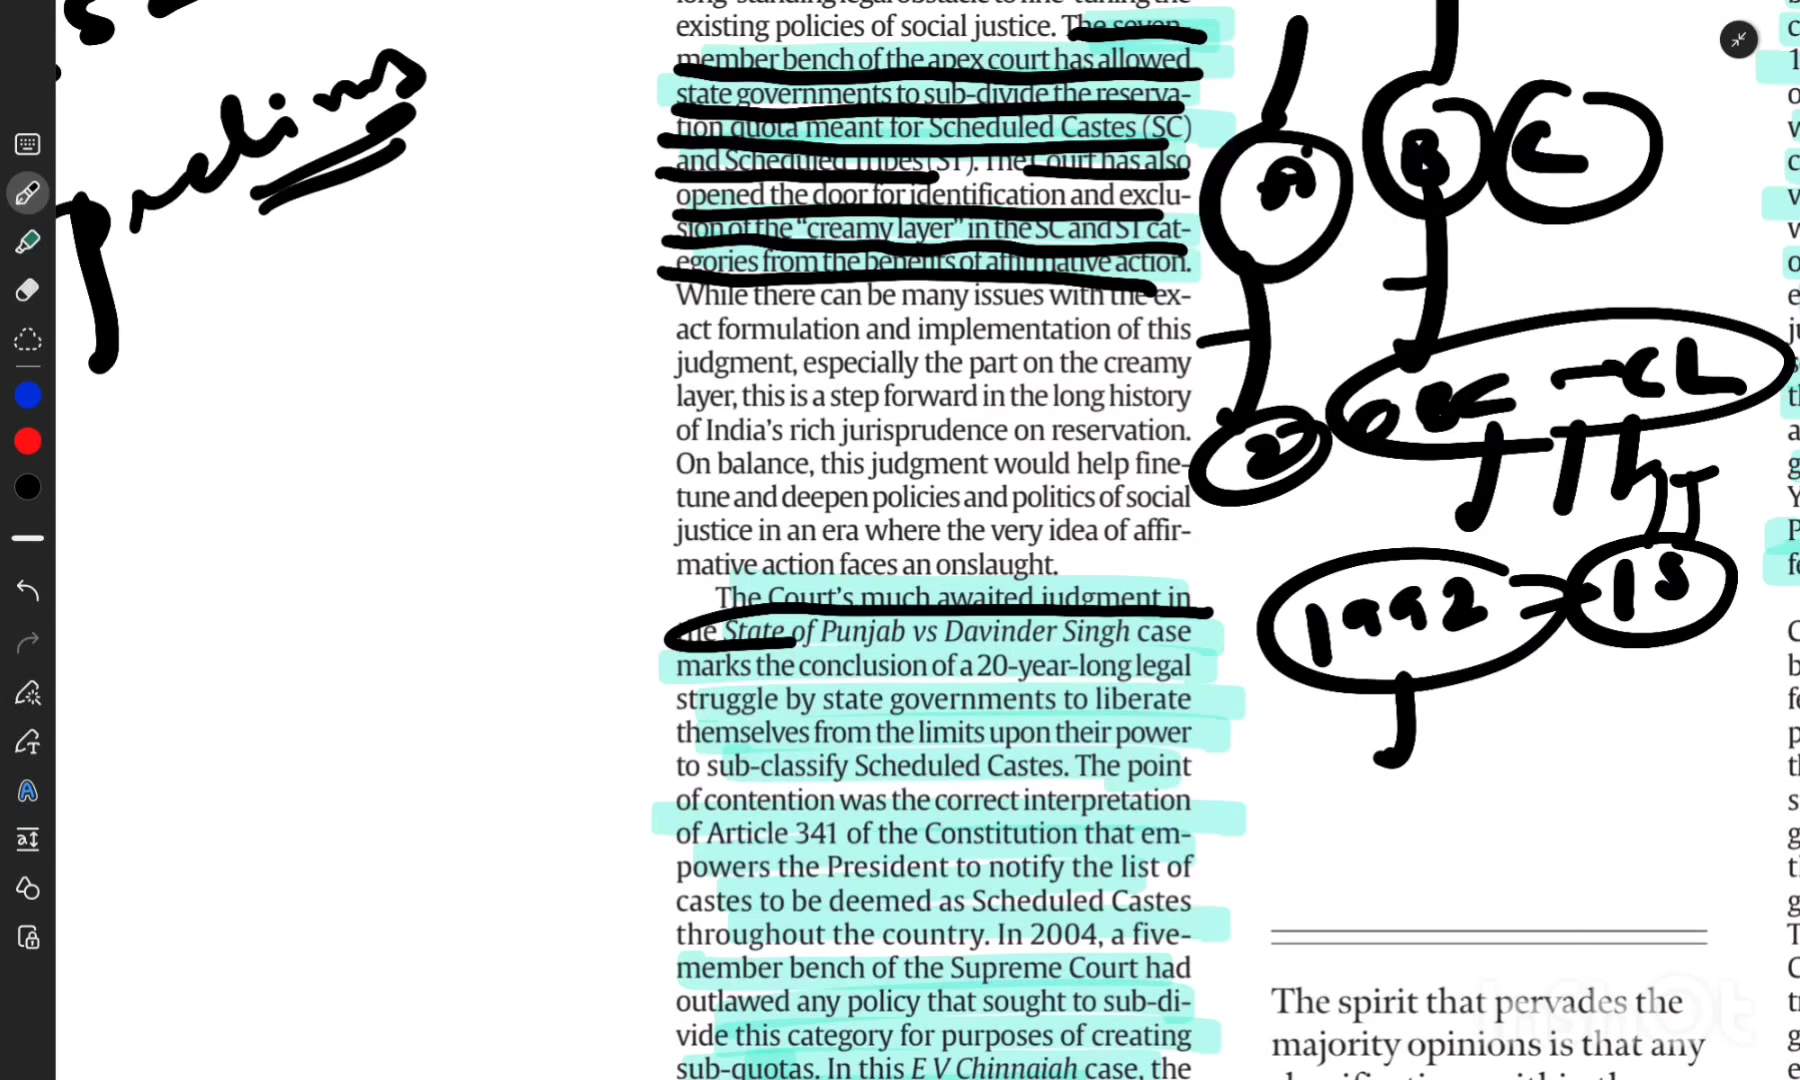 prelims
existing policies of social justice. The seven-
member bench of the apex court has allowed
state governments to sub-divide the reserva-
tion quota meant for Scheduled Castes (SC)
and Scheduled Tribes (ST). The Court has also
opened the door for identification and exclu-
sion of the "creamy layer" in the SC and ST cat-
egories from the benefits of affirmative action.
While there can be many issues with the ex-
act formulation and implementation of this
judgment, especially the part on the creamy
layer, this is a step forward in the long history
of India's rich jurisprudence on reservation.
On balance, this judgment would help fine-
tune and deepen policies and politics of social
justice in an era where the very idea of affir-
mative action faces an onslaught.
The Court's much awaited judgment in
the State of Punjab vs Davinder Singh case
marks the conclusion of a 20-year-long legal
struggle by state governments to liberate
themselves from the limits upon their power
to sub-classify Scheduled Castes. The point
of contention was the correct interpretation
of Article 341 of the Constitution that em-
powers the President to notify the list of
castes to be deemed as Scheduled Castes
throughout the country. In 2004, a five-
member bench of the Supreme Court had
outlawed any policy that sought to sub-di-
vide this category for purposes of creating
sub-quotas. In this E V Chinnaiah case, the
A B C
2 OBC - CL
1992 IS
The spirit that pervades the
majority opinions is that any
InShOt